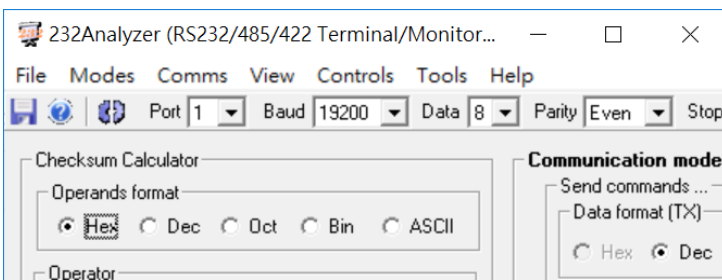 232Analyzer (RS232/485/422 Terminal/Monitor...
File Modes Comms View Controls Tools Help
Port 1 Baud 19200 Data 8 Parity Even Stop
Checksum Calculator
Operands format
Hex Dec Oct Bin ASCII
Operator
Communication mode
Send commands ...
Data format (TX)
Hex Dec